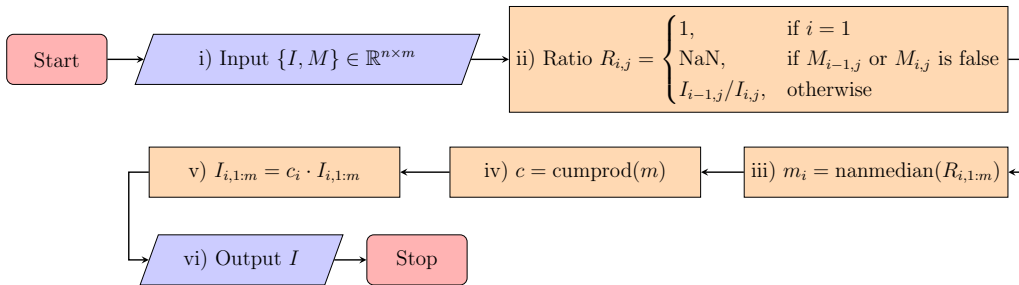 Start
i) Input {I, M} ∈ ℝ^{n×m}
ii) Ratio R_{i,j} = { 1, if i = 1
NaN, if M_{i−1,j} or M_{i,j} is false
I_{i−1,j}/I_{i,j}, otherwise
iii) m_i = nanmedian(R_{i,1:m})
iv) c = cumprod(m)
v) I_{i,1:m} = c_i · I_{i,1:m}
vi) Output I
Stop